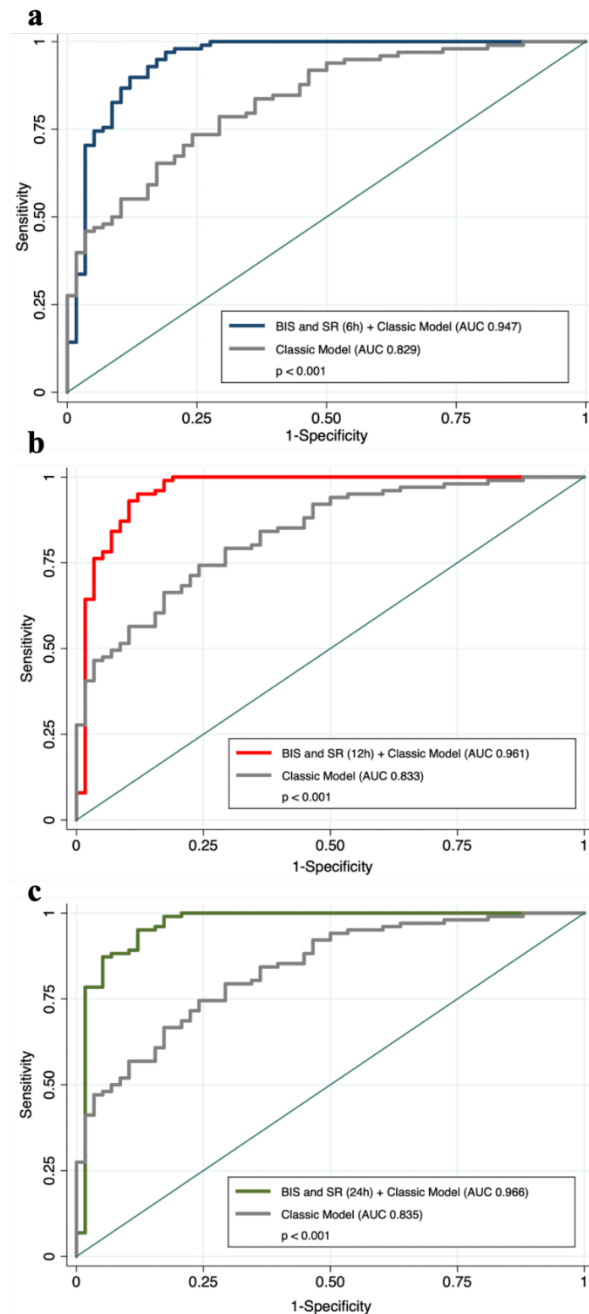 a
1
0.75
0.50
0.25
0
Sensitivity
BIS and SR (6h) + Classic Model (AUC 0.947)
Classic Model (AUC 0.829)
p < 0.001
0
0.25
0.50
0.75
1
1-Specificity
b
1
0.75
0.50
0.25
0
Sensitivity
BIS and SR (12h) + Classic Model (AUC 0.961)
Classic Model (AUC 0.833)
p < 0.001
0
0.25
0.50
0.75
1
1-Specificity
c
1
0.75
0.50
0.25
0
Sensitivity
BIS and SR (24h) + Classic Model (AUC 0.966)
Classic Model (AUC 0.835)
p < 0.001
0
0.25
0.50
0.75
1
1-Specificity